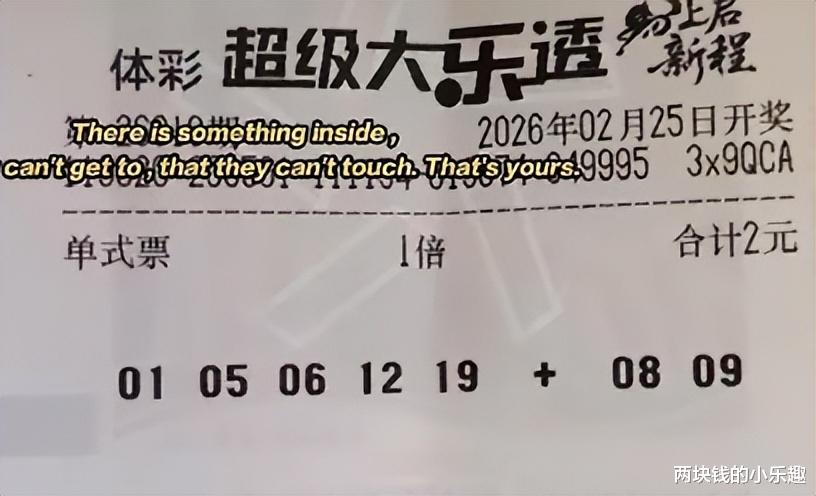 体彩 超级大乐透 马上启新程
There is something inside,
2026年02月25日开奖
can't get to, that they can't touch. That's yours.
49995 3x9QCA
单式票 1倍 合计2元
01 05 06 12 19 + 08 09
两块钱的小乐趣